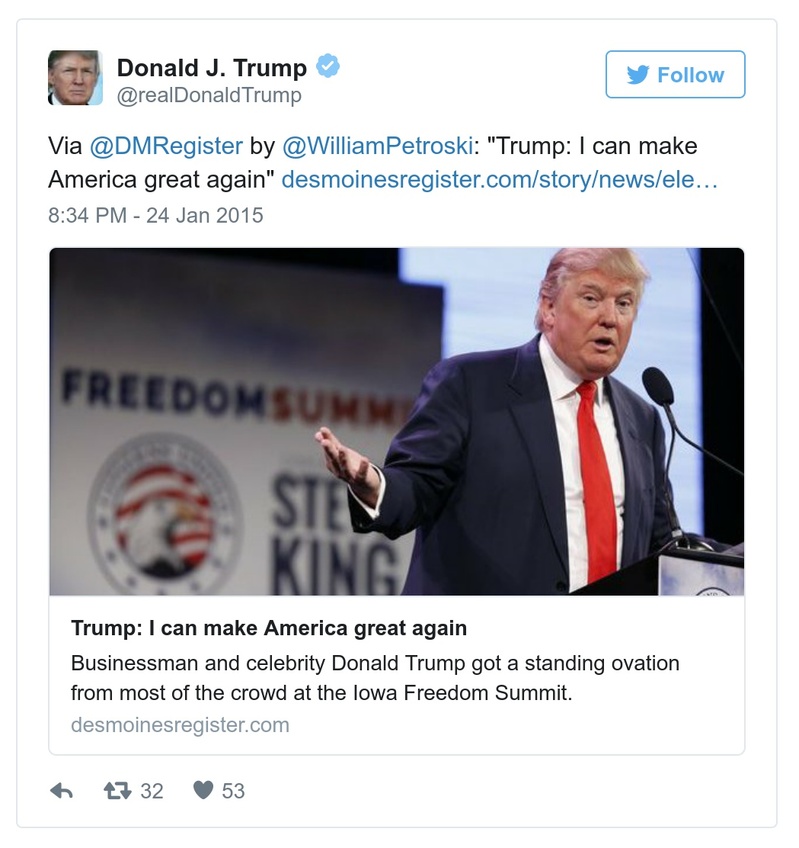 Donald J. Trump
@realDonaldTrump
Follow
Via @DMRegister by @WilliamPetroski: "Trump: I can make
America great again" desmoinesregister.com/story/news/ele…
8:34 PM - 24 Jan 2015
FREEDOMSUMM
STE
KING
Trump: I can make America great again
Businessman and celebrity Donald Trump got a standing ovation
from most of the crowd at the Iowa Freedom Summit.
desmoinesregister.com
32 53